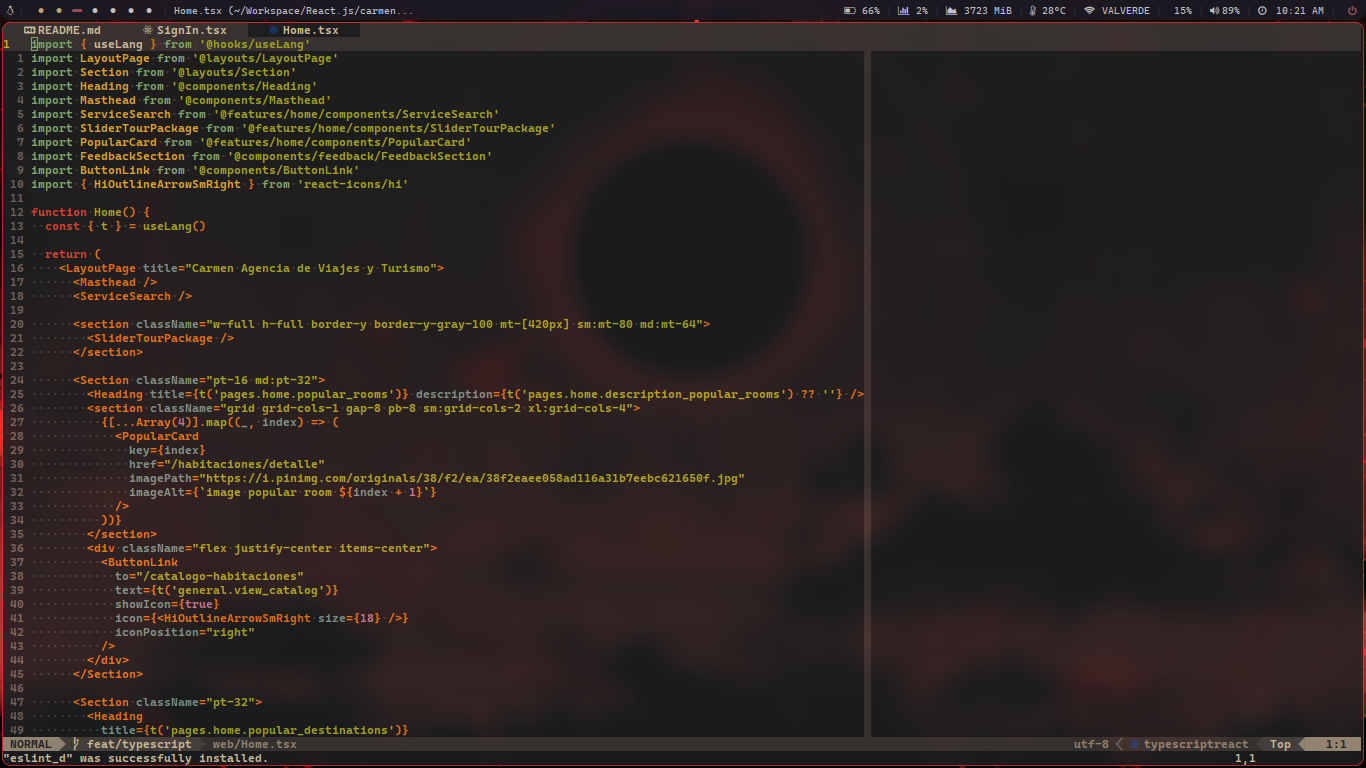 Home.tsx (~/Workspace/React.js/carmen... 66% 2% 3723 MiB 28°C VALVERDE 15% 89% 10:21 AM
README.md SignIn.tsx Home.tsx
1 import { useLang } from '@hooks/useLang'
1 import LayoutPage from '@layouts/LayoutPage'
2 import Section from '@layouts/Section'
3 import Heading from '@components/Heading'
4 import Masthead from '@components/Masthead'
5 import ServiceSearch from '@features/home/components/ServiceSearch'
6 import SliderTourPackage from '@features/home/components/SliderTourPackage'
7 import PopularCard from '@features/home/components/PopularCard'
8 import FeedbackSection from '@components/feedback/FeedbackSection'
9 import ButtonLink from '@components/ButtonLink'
10 import { HiOutlineArrowSmRight } from 'react-icons/hi'
11
12 function Home() {
13 const { t } = useLang()
14
15 return (
16 <LayoutPage title="Carmen Agencia de Viajes y Turismo">
17 <Masthead />
18 <ServiceSearch />
19
20 <section className="w-full h-full border-y border-y-gray-100 mt-[420px] sm:mt-80 md:mt-64">
21 <SliderTourPackage />
22 </section>
23
24 <Section className="pt-16 md:pt-32">
25 <Heading title={t('pages.home.popular_rooms')} description={t('pages.home.description_popular_rooms') ?? ''} />
26 <section className="grid grid-cols-1 gap-8 pb-8 sm:grid-cols-2 xl:grid-cols-4">
27 {[...Array(4)].map((_, index) => (
28 <PopularCard
29 key={index}
30 href="/habitaciones/detalle"
31 imagePath="https://i.pinimg.com/originals/38/f2/ea/38f2eaee058ad116a31b7eebc621650f.jpg"
32 imageAlt={`image popular room ${index + 1}`}
33 />
34 ))}
35 </section>
36 <div className="flex justify-center items-center">
37 <ButtonLink
38 to="/catalogo-habitaciones"
39 text={t('general.view_catalog')}
40 showIcon={true}
41 icon={<HiOutlineArrowSmRight size={18} />}
42 iconPosition="right"
43 />
44 </div>
45 </Section>
46
47 <Section className="pt-32">
48 <Heading
49 title={t('pages.home.popular_destinations')}
NORMAL feat/typescript web/Home.tsx utf-8 typescriptreact Top 1:1
"eslint_d" was successfully installed. 1,1